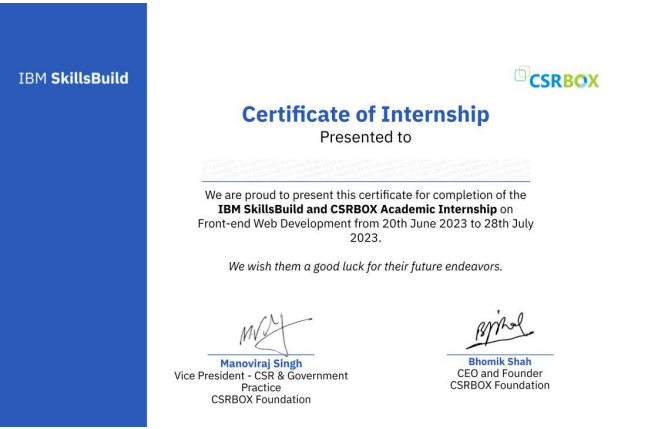 IBM SkillsBuild
CSRBOX
Certificate of Internship
Presented to
We are proud to present this certificate for completion of the
IBM SkillsBuild and CSRBOX Academic Internship on
Front-end Web Development from 20th June 2023 to 28th July
2023.
We wish them a good luck for their future endeavors.
Manoviraj Singh
Vice President - CSR & Government
Practice
CSRBOX Foundation
Bhomik Shah
CEO and Founder
CSRBOX Foundation